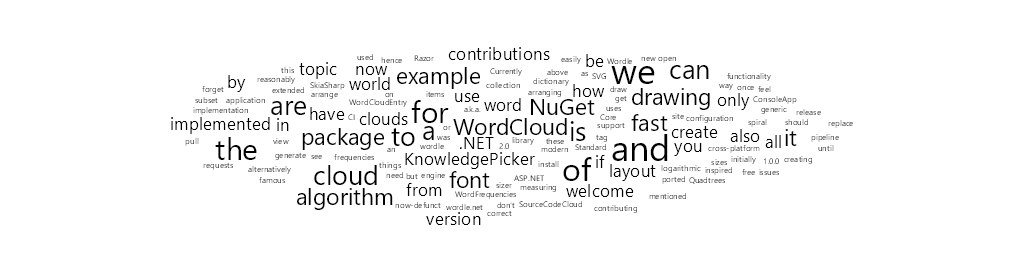 contributions
used hence Razor easily Wordle new open
this topic now example Currently above be we can functionality
reasonably dictionary as SVG
by extended SkiaSharp world collection how draw way once feel
forget arrange on items use arranging get drawing only ConsoleApp
subset application are have WordCloudEntry for a.k.a. word NuGet uses generic
implementation CI clouds Core site configuration release
implemented in package to a WordCloud is support fast create also spiral should replace
pull view an or was .NET 2.0 library these tag and you cross-platform all it pipeline
the generate see frequencies wordle modern Standard until
requests alternatively things KnowledgePicker install if sizes initially 1.0.0 creating
famous cloud need but engine font ASP.NET of layout logarithmic inspired free issues
from sizer measuring ported Quadtrees
algorithm WordFrequencies welcome mentioned
now-defunct wordle.net don't SourceCodeCloud contributing
version correct